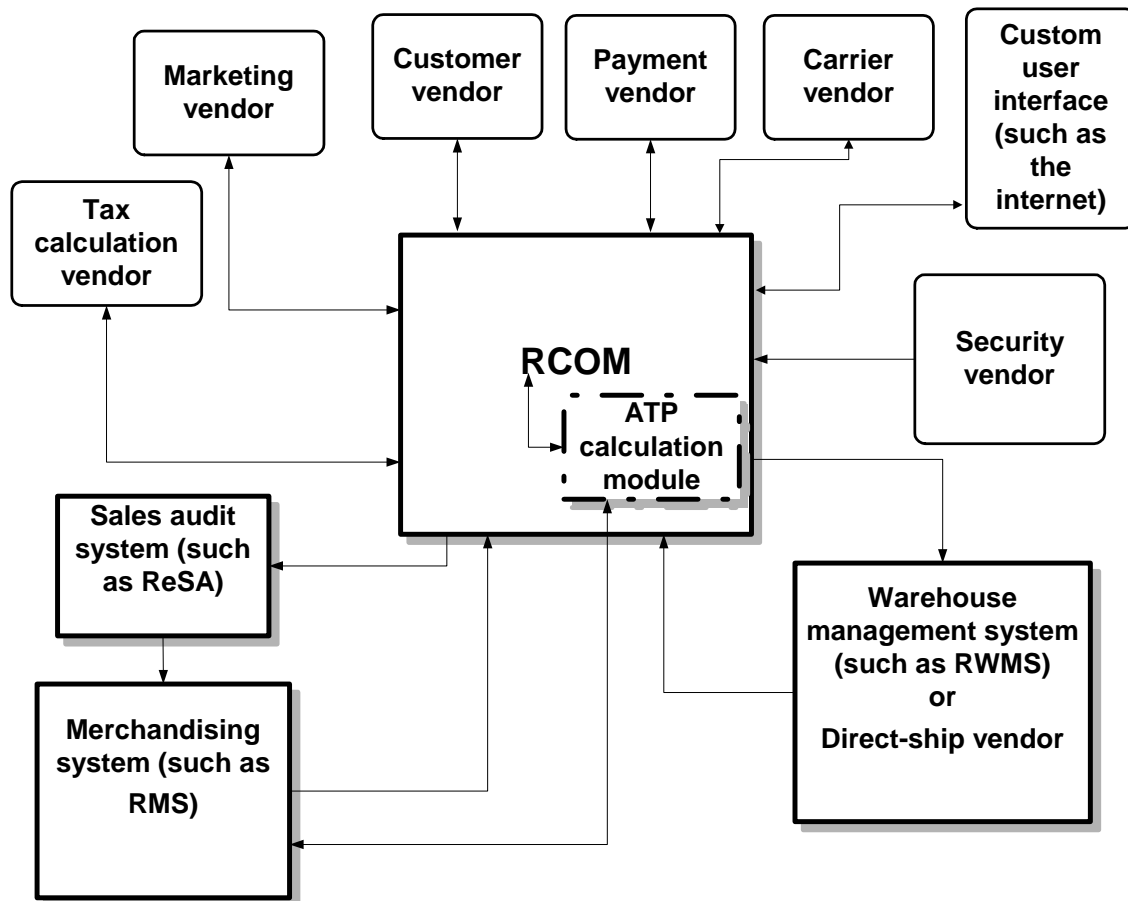 Marketing
vendor
Customer
vendor
Payment
vendor
Carrier
vendor
Custom
user
interface
(such as
the
internet)
Tax
calculation
vendor
Security
vendor
RCOM
ATP
calculation
module
Sales audit
system (such
as ReSA)
Merchandising
system (such as
RMS)
Warehouse
management system
(such as RWMS)
or
Direct-ship vendor